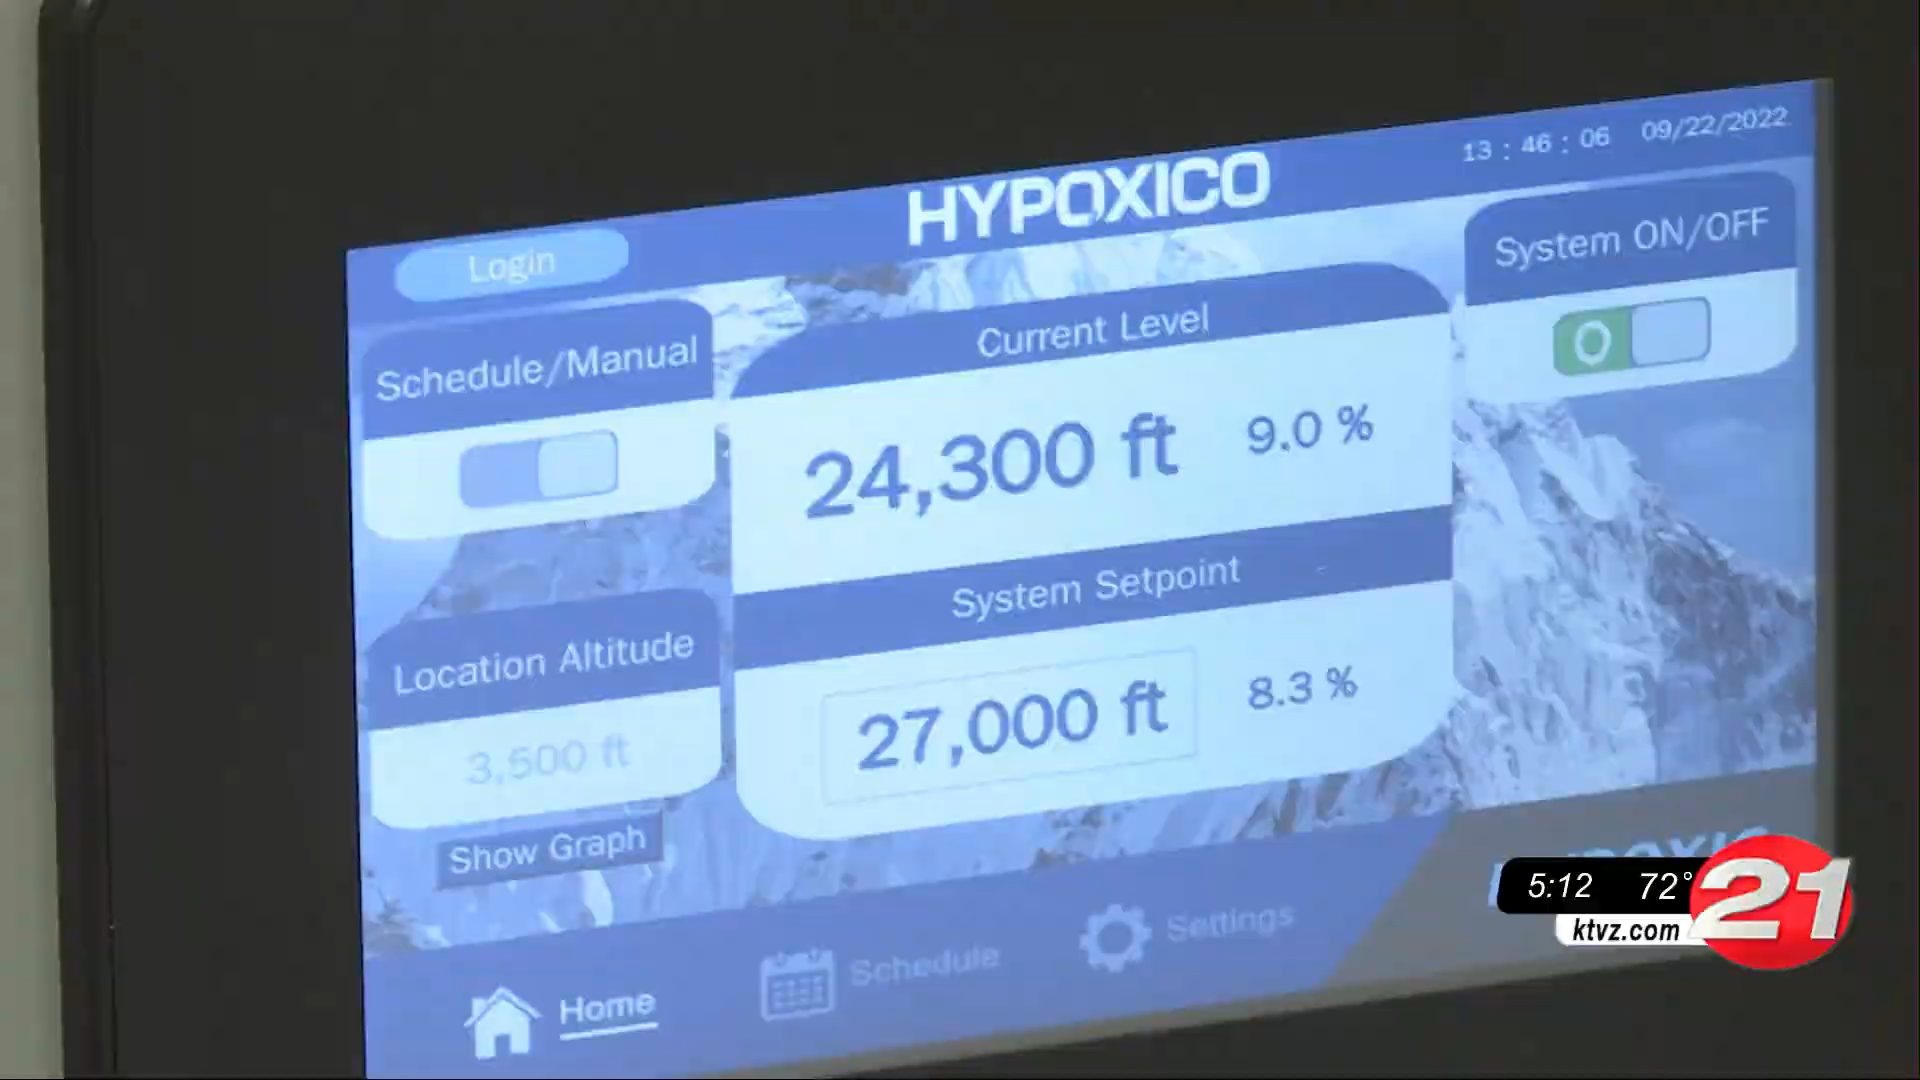 13 : 46 : 06 09/22/2022
HYPOXICO
Login
System ON/OFF
Schedule/Manual
Current Level
24,300 ft 9.0 %
System Setpoint
27,000 ft 8.3 %
Location Altitude
3,500 ft
Show Graph
Home
Schedule
Settings
5:12 72°
ktvz.com
21